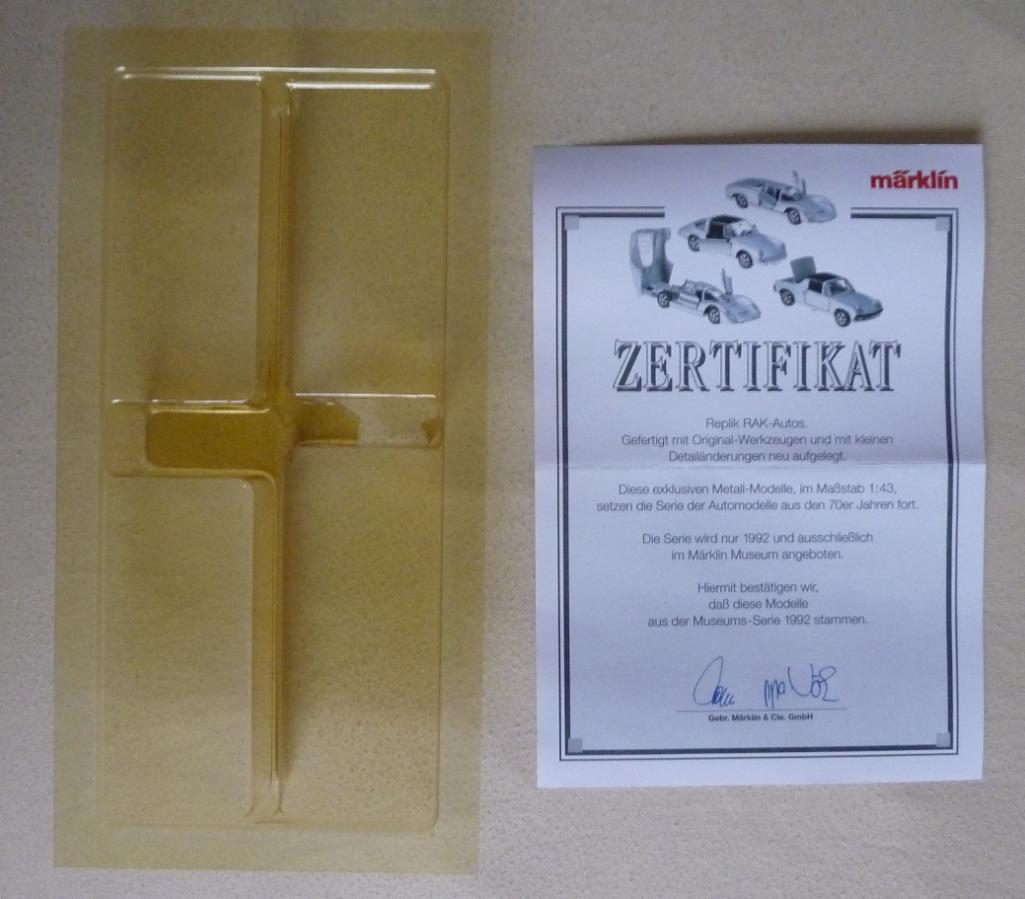 märklin
ZERTIFIKAT
Replik RAK-Autos.
Gefertigt mit Original-Werkzeugen und mit kleinen
Detailänderungen neu aufgelegt.
Diese exklusiven Metall-Modelle, im Maßstab 1:43,
setzen die Serie der Automodelle aus den 70er Jahren fort.
Die Serie wird nur 1992 und ausschließlich
im Märklin Museum angeboten.
Hiermit bestätigen wir,
daß diese Modelle
aus der Museums-Serie 1992 stammen.
Gebr. Märklin & Cie. GmbH